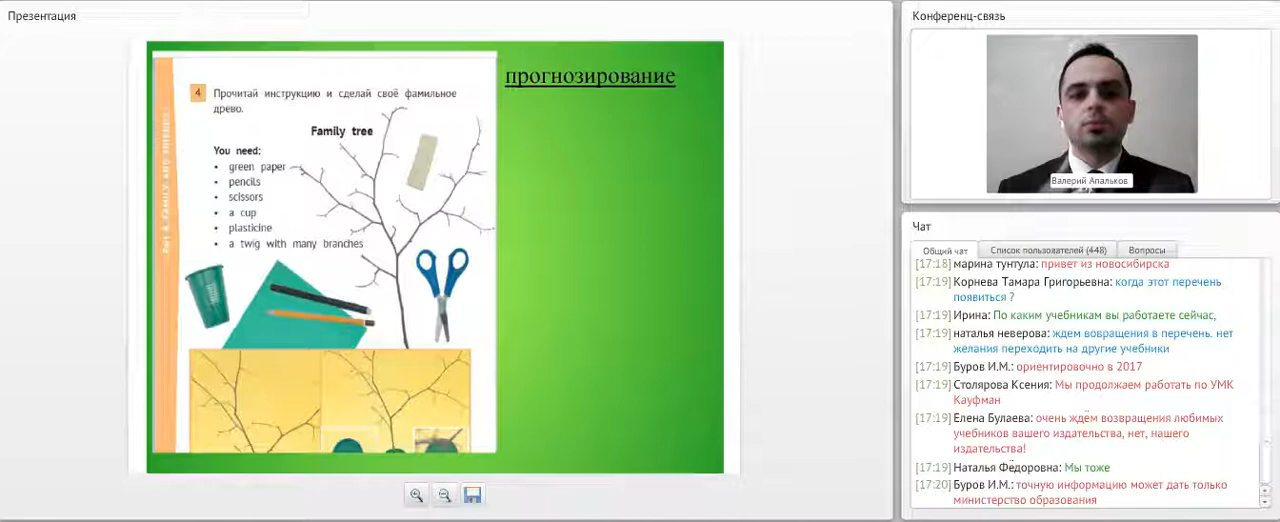 Презентация
прогнозирование
4 Прочитай инструкцию и сделай своё фамильное
древо.
Family tree
You need:
• green paper
• pencils
• scissors
• a cup
• plasticine
• a twig with many branches
Конференц-связь
Валерий Апальков
Чат
Общий чат
Список пользователей (448)
Вопросы
[17:18] марина тунтула: привет из новосибирска
[17:19] Корнева Тамара Григорьевна: когда этот перечень
появиться ?
[17:19] Ирина: По каким учебникам вы работаете сейчас,
[17:19] наталья неверова: ждем вовращения в перечень. нет
желания переходить на другие учебники
[17:19] Буров И.М.: ориентировочно в 2017
[17:19] Столярова Ксения: Мы продолжаем работать по УМК
Кауфман
[17:19] Елена Булаева: очень ждём возвращения любимых
учебников вашего издательства, нет, нашего
издательства!
[17:19] Наталья Федоровна: Мы тоже
[17:20] Буров И.М.: точную информацию может дать только
министерство образования